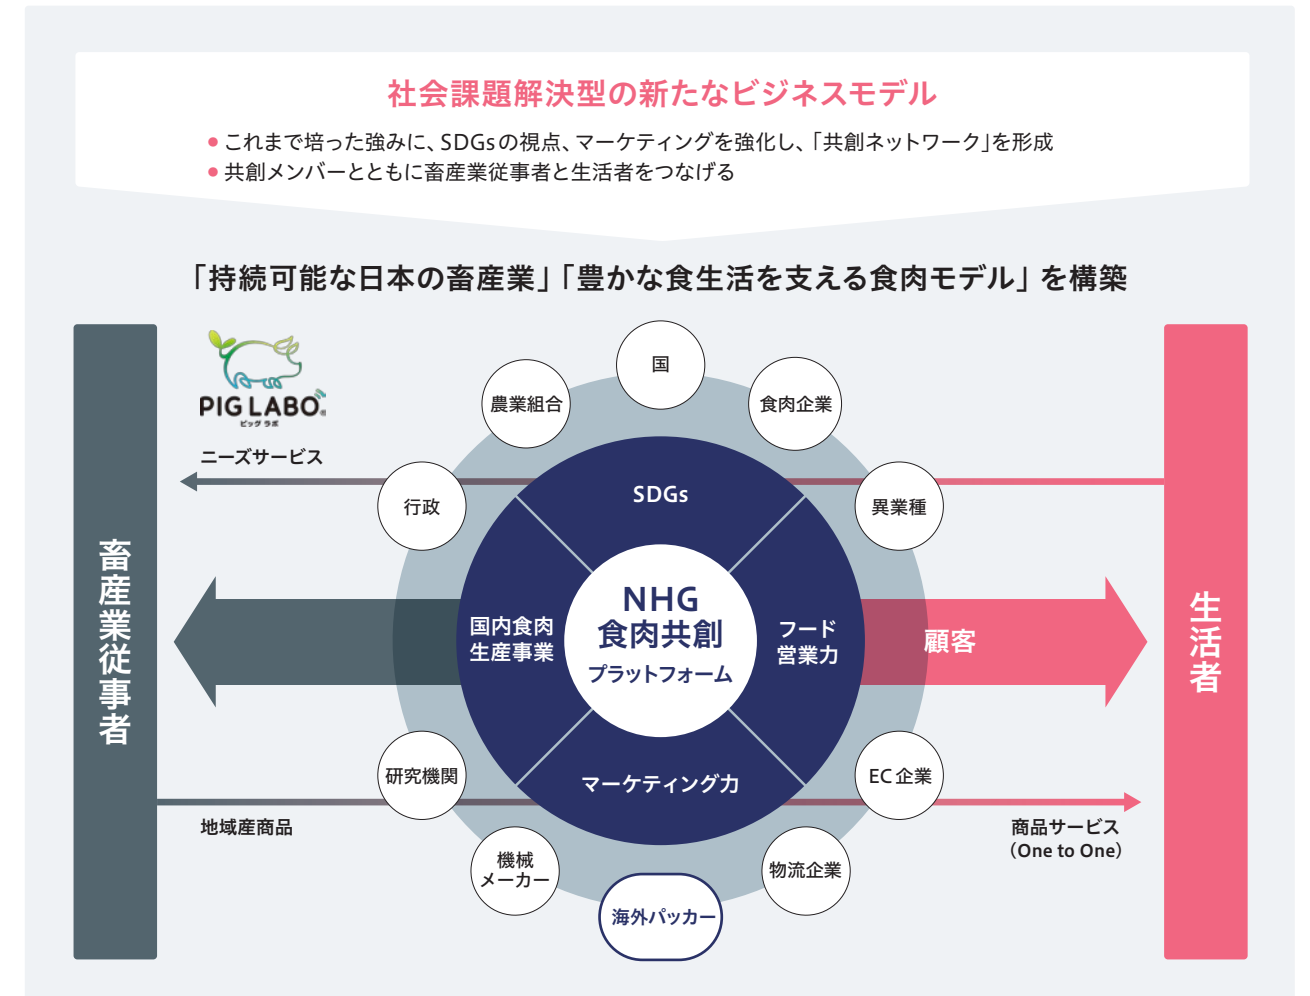 社会課題解決型の新たなビジネスモデル
● これまで培った強みに、SDGsの視点、マーケティングを強化し、「共創ネットワーク」を形成
● 共創メンバーとともに畜産業従事者と生活者をつなげる
「持続可能な日本の畜産業」「豊かな食生活を支える食肉モデル」を構築
畜産業従事者
PIG LABO®
ピッグ ラボ
ニーズサービス
国
農業組合
食肉企業
行政
異業種
SDGs
NHG
食肉共創
プラットフォーム
国内食肉
生産事業
フード
営業力
顧客
生活者
マーケティング力
研究機関
EC企業
地域産商品
商品サービス
（One to One）
機械
メーカー
物流企業
海外パッカー